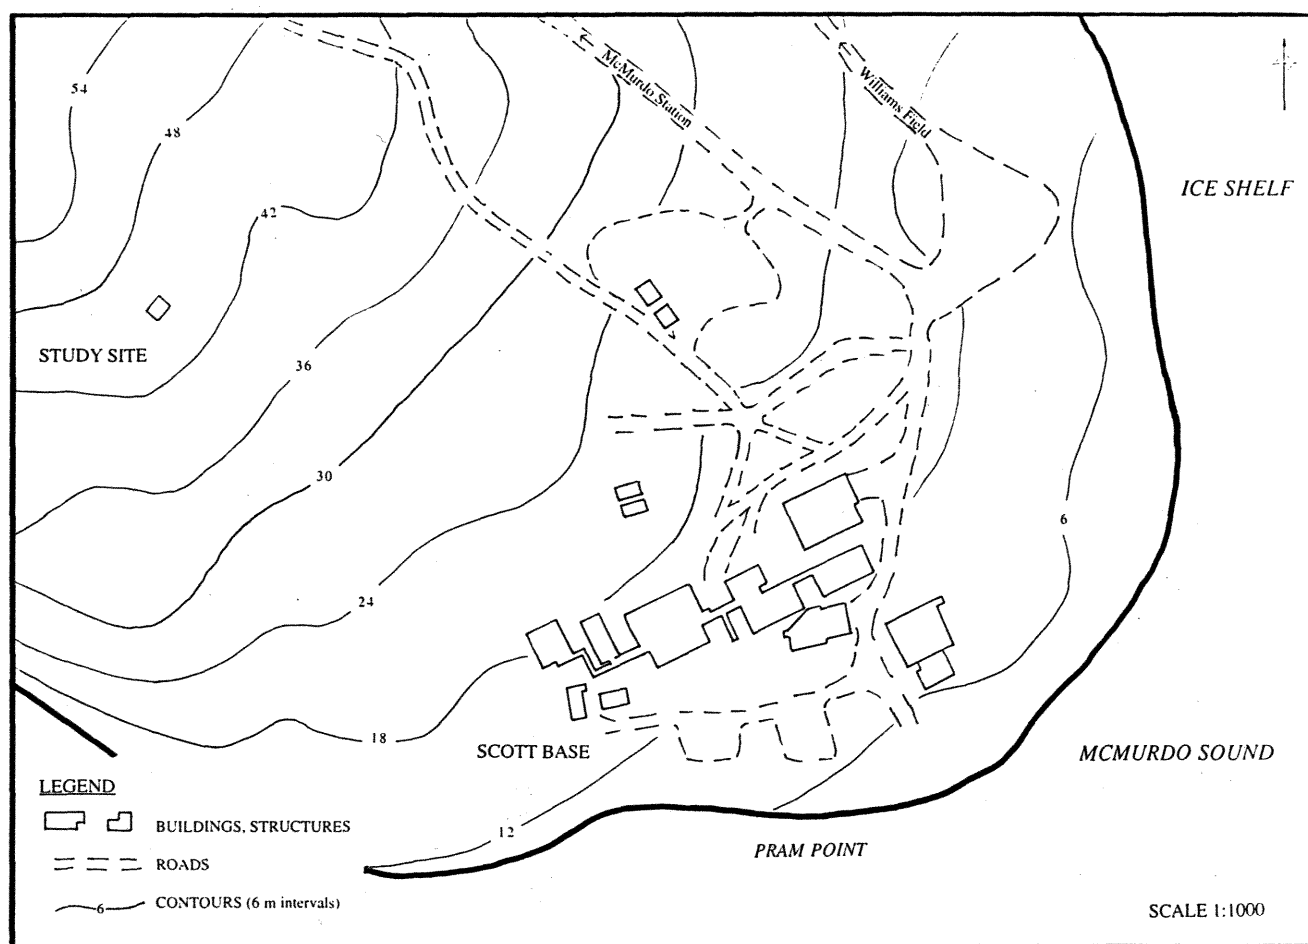 54
48
McMurdo Station
Williams Field
ICE SHELF
42
STUDY SITE
36
30
6
24
18
SCOTT BASE
MCMURDO SOUND
LEGEND
BUILDINGS, STRUCTURES
12
PRAM POINT
ROADS
6
CONTOURS (6 m intervals)
SCALE 1:1000